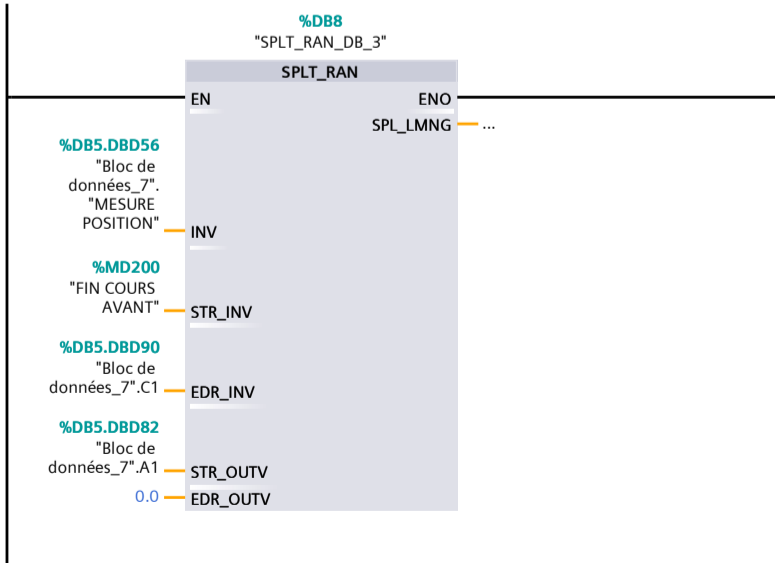 %DB8
"SPLT_RAN_DB_3"
SPLT_RAN
EN
ENO
SPL_LMNG
...
%DB5.DBD56
"Bloc de
données_7".
"MESURE
POSITION"
INV
%MD200
"FIN COURS
AVANT"
STR_INV
%DB5.DBD90
"Bloc de
données_7".C1
EDR_INV
%DB5.DBD82
"Bloc de
données_7".A1
STR_OUTV
0.0
EDR_OUTV